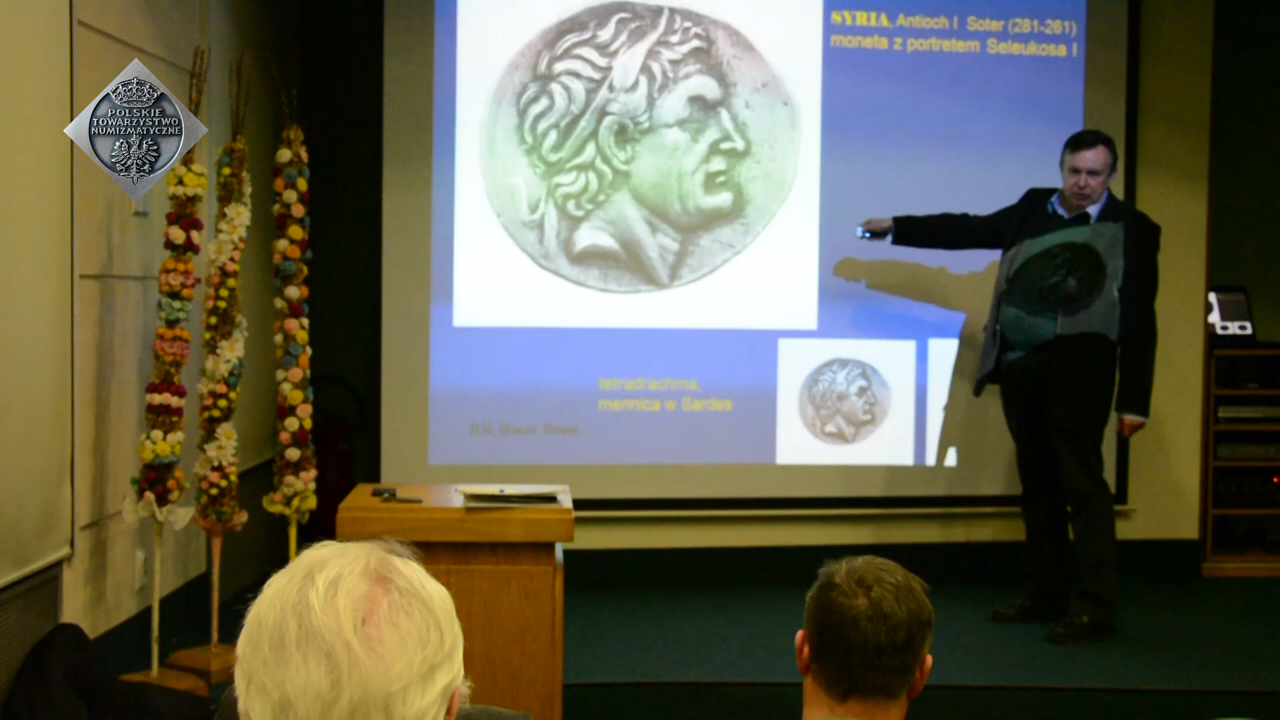 POLSKIE
TOWARZYSTWO
NUMIZMATYCZNE
SYRIA, Antioch I Soter (281-261)
moneta z portretem Seleukosa I
tetradrachma,
mennica w Sardes